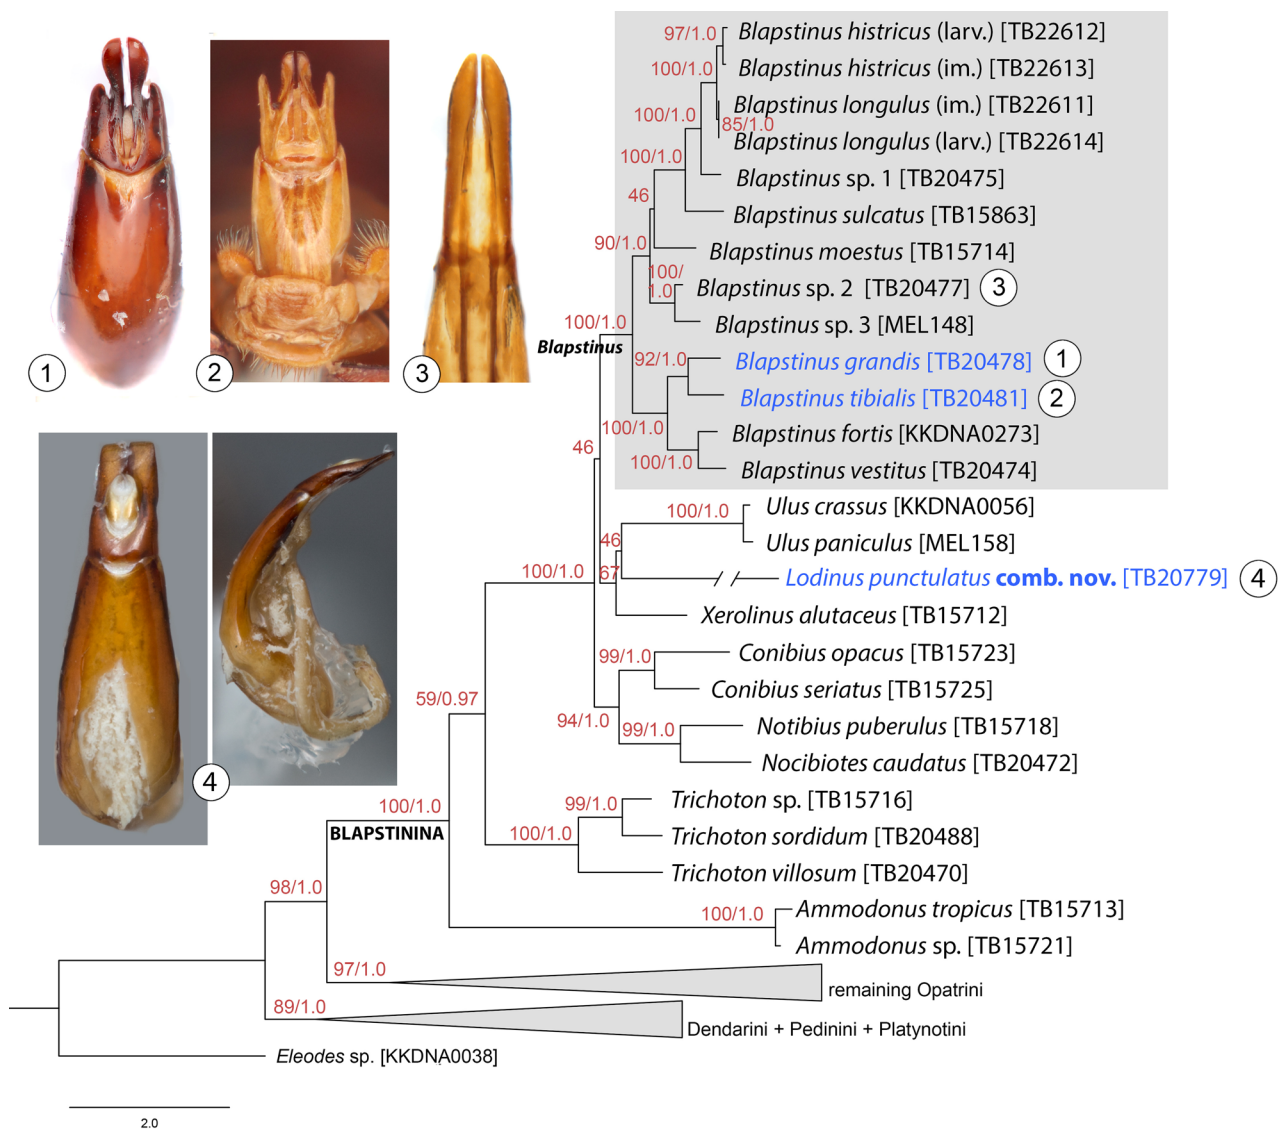 97/1.0
Blapstinus histricus (larv.) [TB22612]
100/1.0
Blapstinus histricus (im.) [TB22613]
Blapstinus longulus (im.) [TB22611]
100/1.0
85/1.0
Blapstinus longulus (larv.) [TB22614]
100/1.0
Blapstinus sp. 1 [TB20475]
46
Blapstinus sulcatus [TB15863]
90/1.0
Blapstinus moestus [TB15714]
100/
1.0
Blapstinus sp. 2 [TB20477] 3
100/1.0
Blapstinus sp. 3 [MEL148]
Blapstinus
92/1.0
Blapstinus grandis [TB20478] 1
1
2
3
Blapstinus tibialis [TB20481] 2
100/1.0
Blapstinus fortis [KKDNA0273]
46
100/1.0
Blapstinus vestitus [TB20474]
100/1.0
Ulus crassus [KKDNA0056]
46
Ulus paniculus [MEL158]
100/1.0
67
Lodinus punctulatus comb. nov. [TB20779] 4
Xerolinus alutaceus [TB15712]
99/1.0
Conibius opacus [TB15723]
59/0.97
Conibius seriatus [TB15725]
94/1.0
99/1.0
Notibius puberulus [TB15718]
Nocibiotes caudatus [TB20472]
4
100/1.0
99/1.0
Trichoton sp. [TB15716]
BLAPSTININA
100/1.0
Trichoton sordidum [TB20488]
Trichoton villosum [TB20470]
98/1.0
100/1.0
Ammodonus tropicus [TB15713]
Ammodonus sp. [TB15721]
97/1.0
remaining Opatrini
89/1.0
Dendarini + Pedinini + Platynotini
Eleodes sp. [KKDNA0038]
2.0